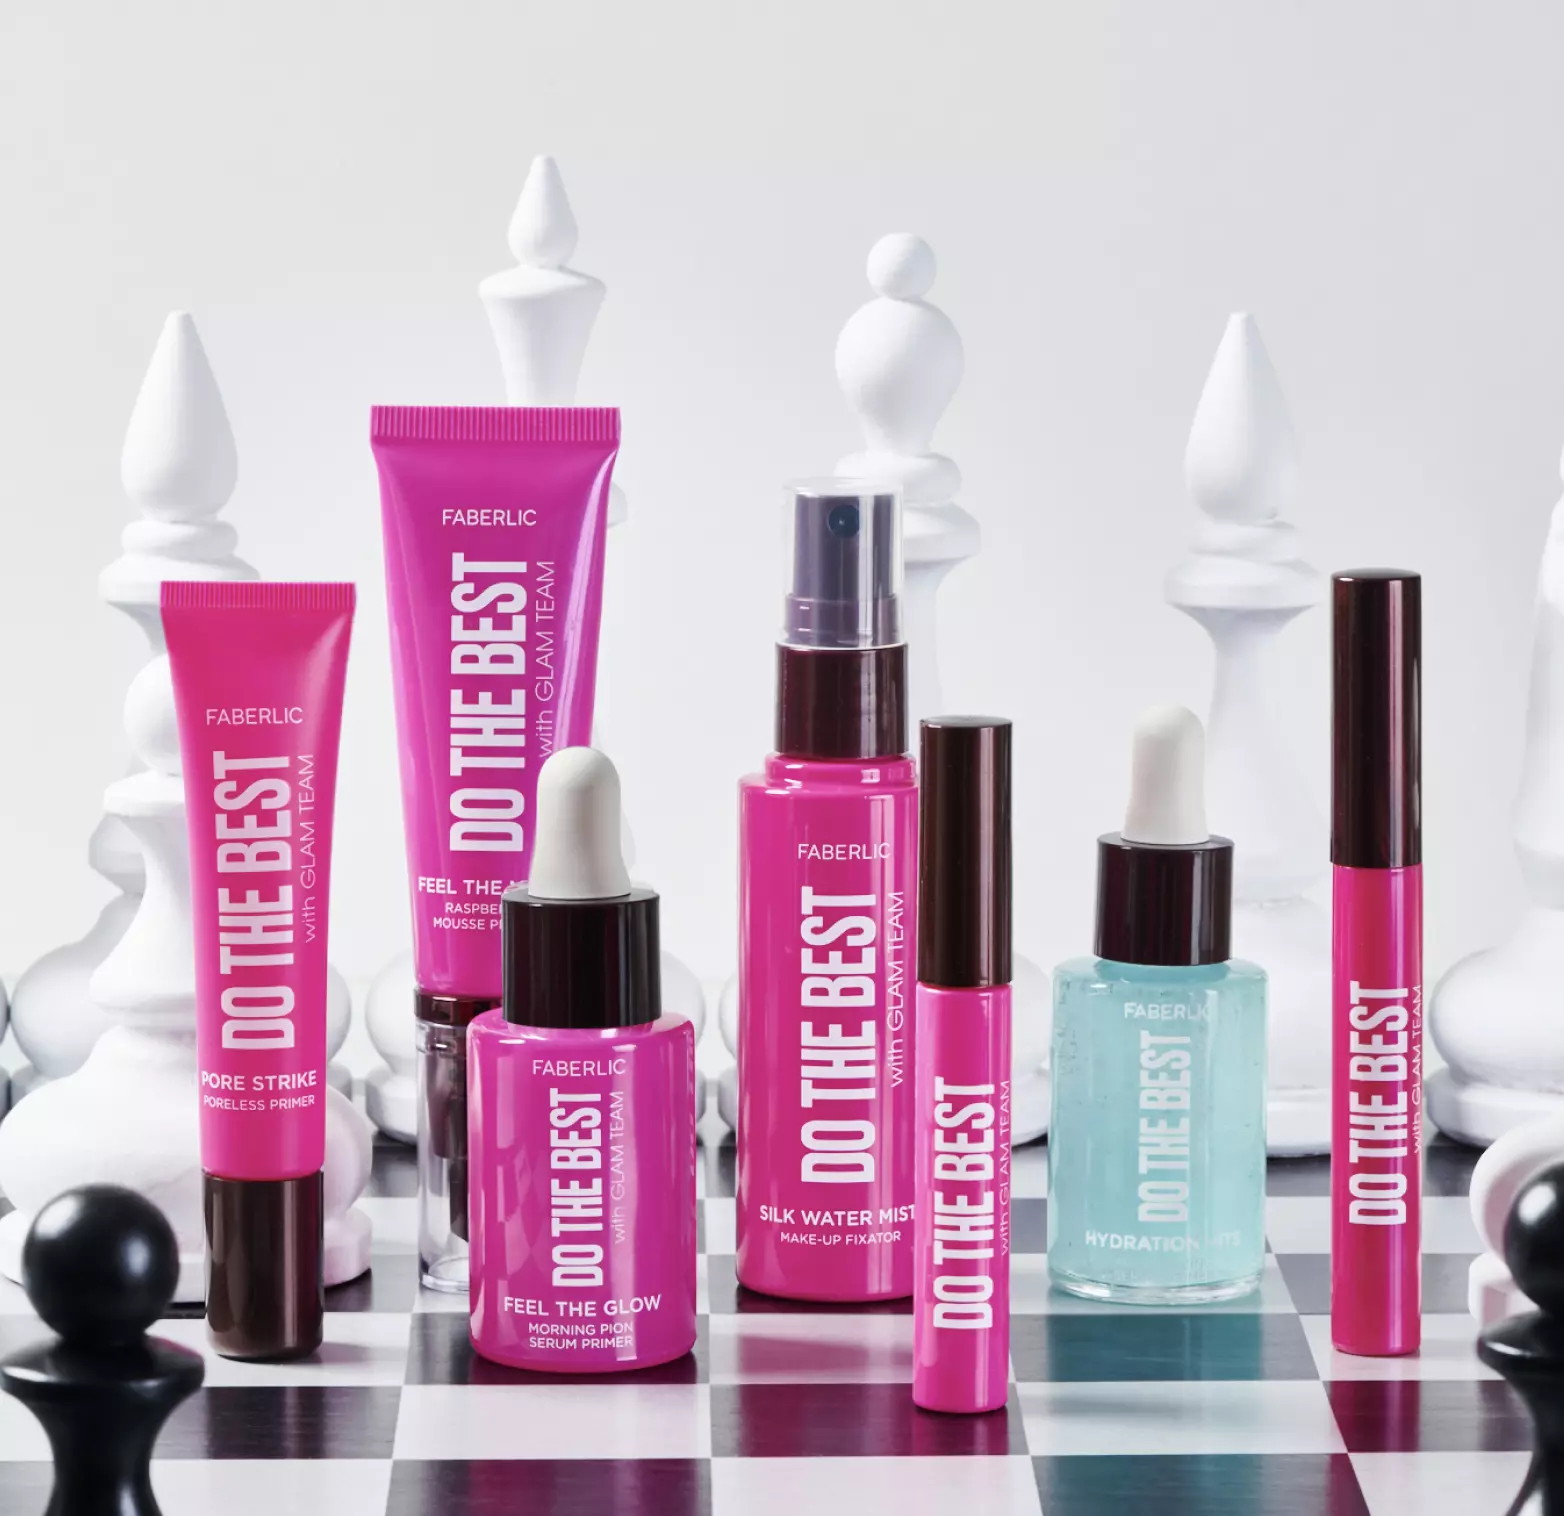 FABERLIC
DO THE BEST
with GLAM TEAM
PORE STRIKE
PORELESS PRIMER
FABERLIC
DO THE BEST
with GLAM TEAM
FEEL THE
MOUSSE
FABERLIC
DO THE BEST
with GLAM TEAM
FEEL THE GLOW
MORNING PION
SERUM PRIMER
FABERLIC
DO THE BEST
with GLAM TEAM
SILK WATER MIST
MAKE-UP FIXATOR
DO THE BEST
with GLAM TEAM
FABERLIC
DO THE BEST
HYDRATION
DO THE BEST
with GLAM TEAM